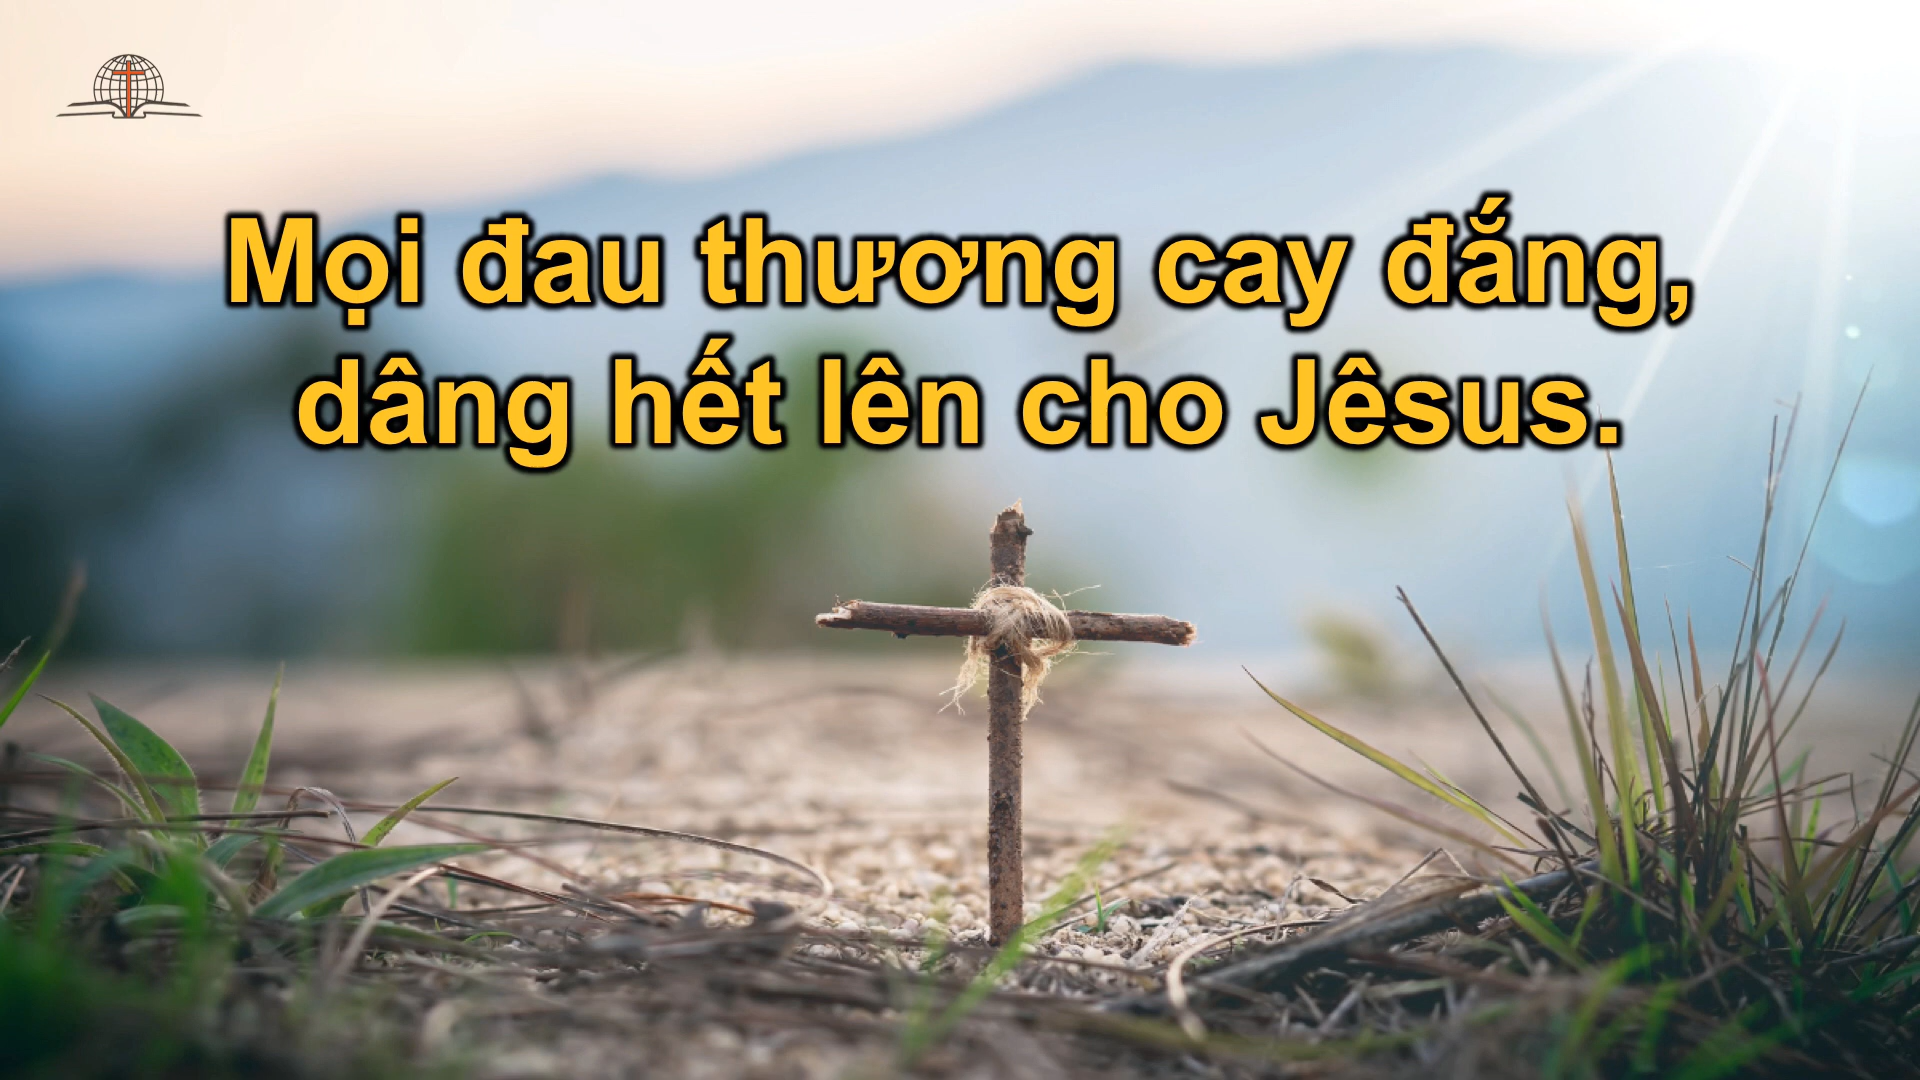 Mọi đau thương cay đắng,
dâng hết lên cho Jêsus.